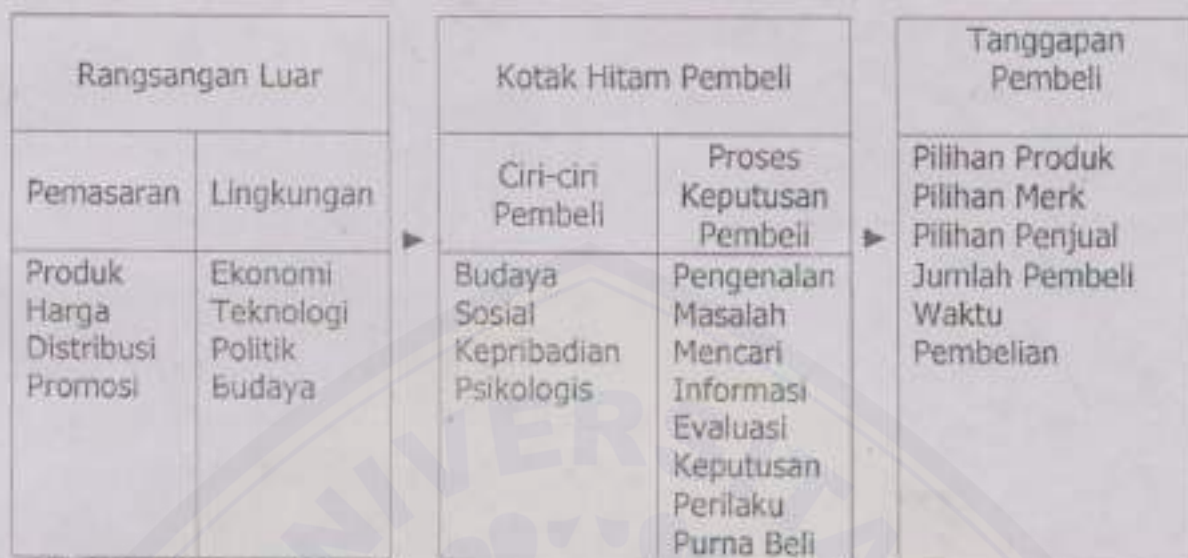 Rangsangan Luar
Pemasaran
Lingkungan
Produk
Harga
Distribusi
Promosi
Ekonomi
Teknologi
Politik
Budaya
Kotak Hitam Pembeli
Ciri-ciri
Pembeli
Proses
Keputusan
Pembeli
Budaya
Sosial
Kepribadian
Psikologis
Pengenalan
Masalah
Mencari
Informasi
Evaluasi
Keputusan
Perilaku
Purna Beli
Tanggapan
Pembeli
Pilihan Produk
Pilihan Merk
Pilihan Penjual
Jumlah Pembeli
Waktu
Pembelian